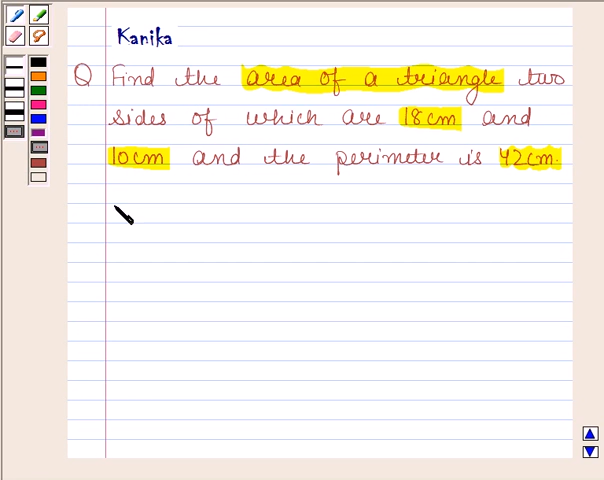 Kanika
Q Find the area of a triangle two
sides of which are 18cm and
10cm and the perimeter is 42cm.